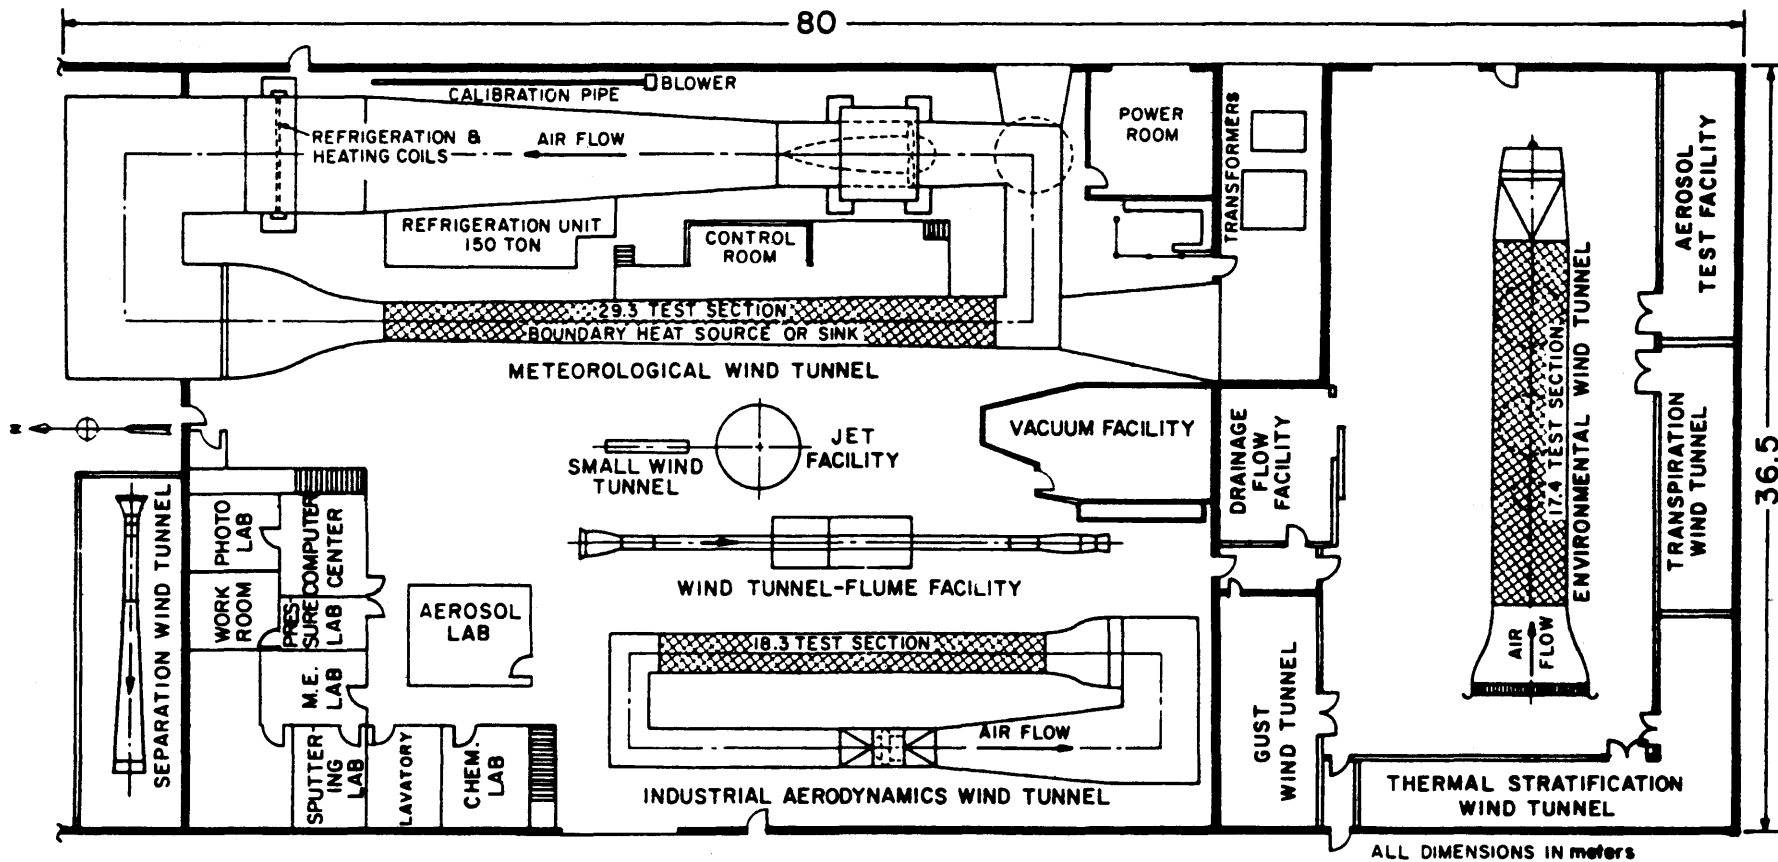 80
CALIBRATION PIPE
BLOWER
REFRIGERATION &
HEATING COILS
AIR FLOW
POWER
ROOM
TRANSFORMERS
AEROSOL
TEST FACILITY
REFRIGERATION UNIT
150 TON
CONTROL
ROOM
29.3 TEST SECTION
BOUNDARY HEAT SOURCE OR SINK
METEOROLOGICAL WIND TUNNEL
17.4 TEST SECTION
ENVIRONMENTAL WIND TUNNEL
AIR
FLOW
N
SMALL WIND
TUNNEL
JET
FACILITY
VACUUM FACILITY
DRAINAGE
FLOW
FACILITY
TRANSPIRATION
WIND TUNNEL
36.5
SEPARATION WIND TUNNEL
PHOTO
LAB
COMPUTER
CENTER
WORK
ROOM
PRES-
SURE
LAB
M.E.
LAB
AEROSOL
LAB
WIND TUNNEL-FLUME FACILITY
18.3 TEST SECTION
AIR FLOW
INDUSTRIAL AERODYNAMICS WIND TUNNEL
SPUTTER-
ING
LAB
LAVATORY
CHEM.
LAB
GUST
WIND TUNNEL
THERMAL STRATIFICATION
WIND TUNNEL
ALL DIMENSIONS IN meters